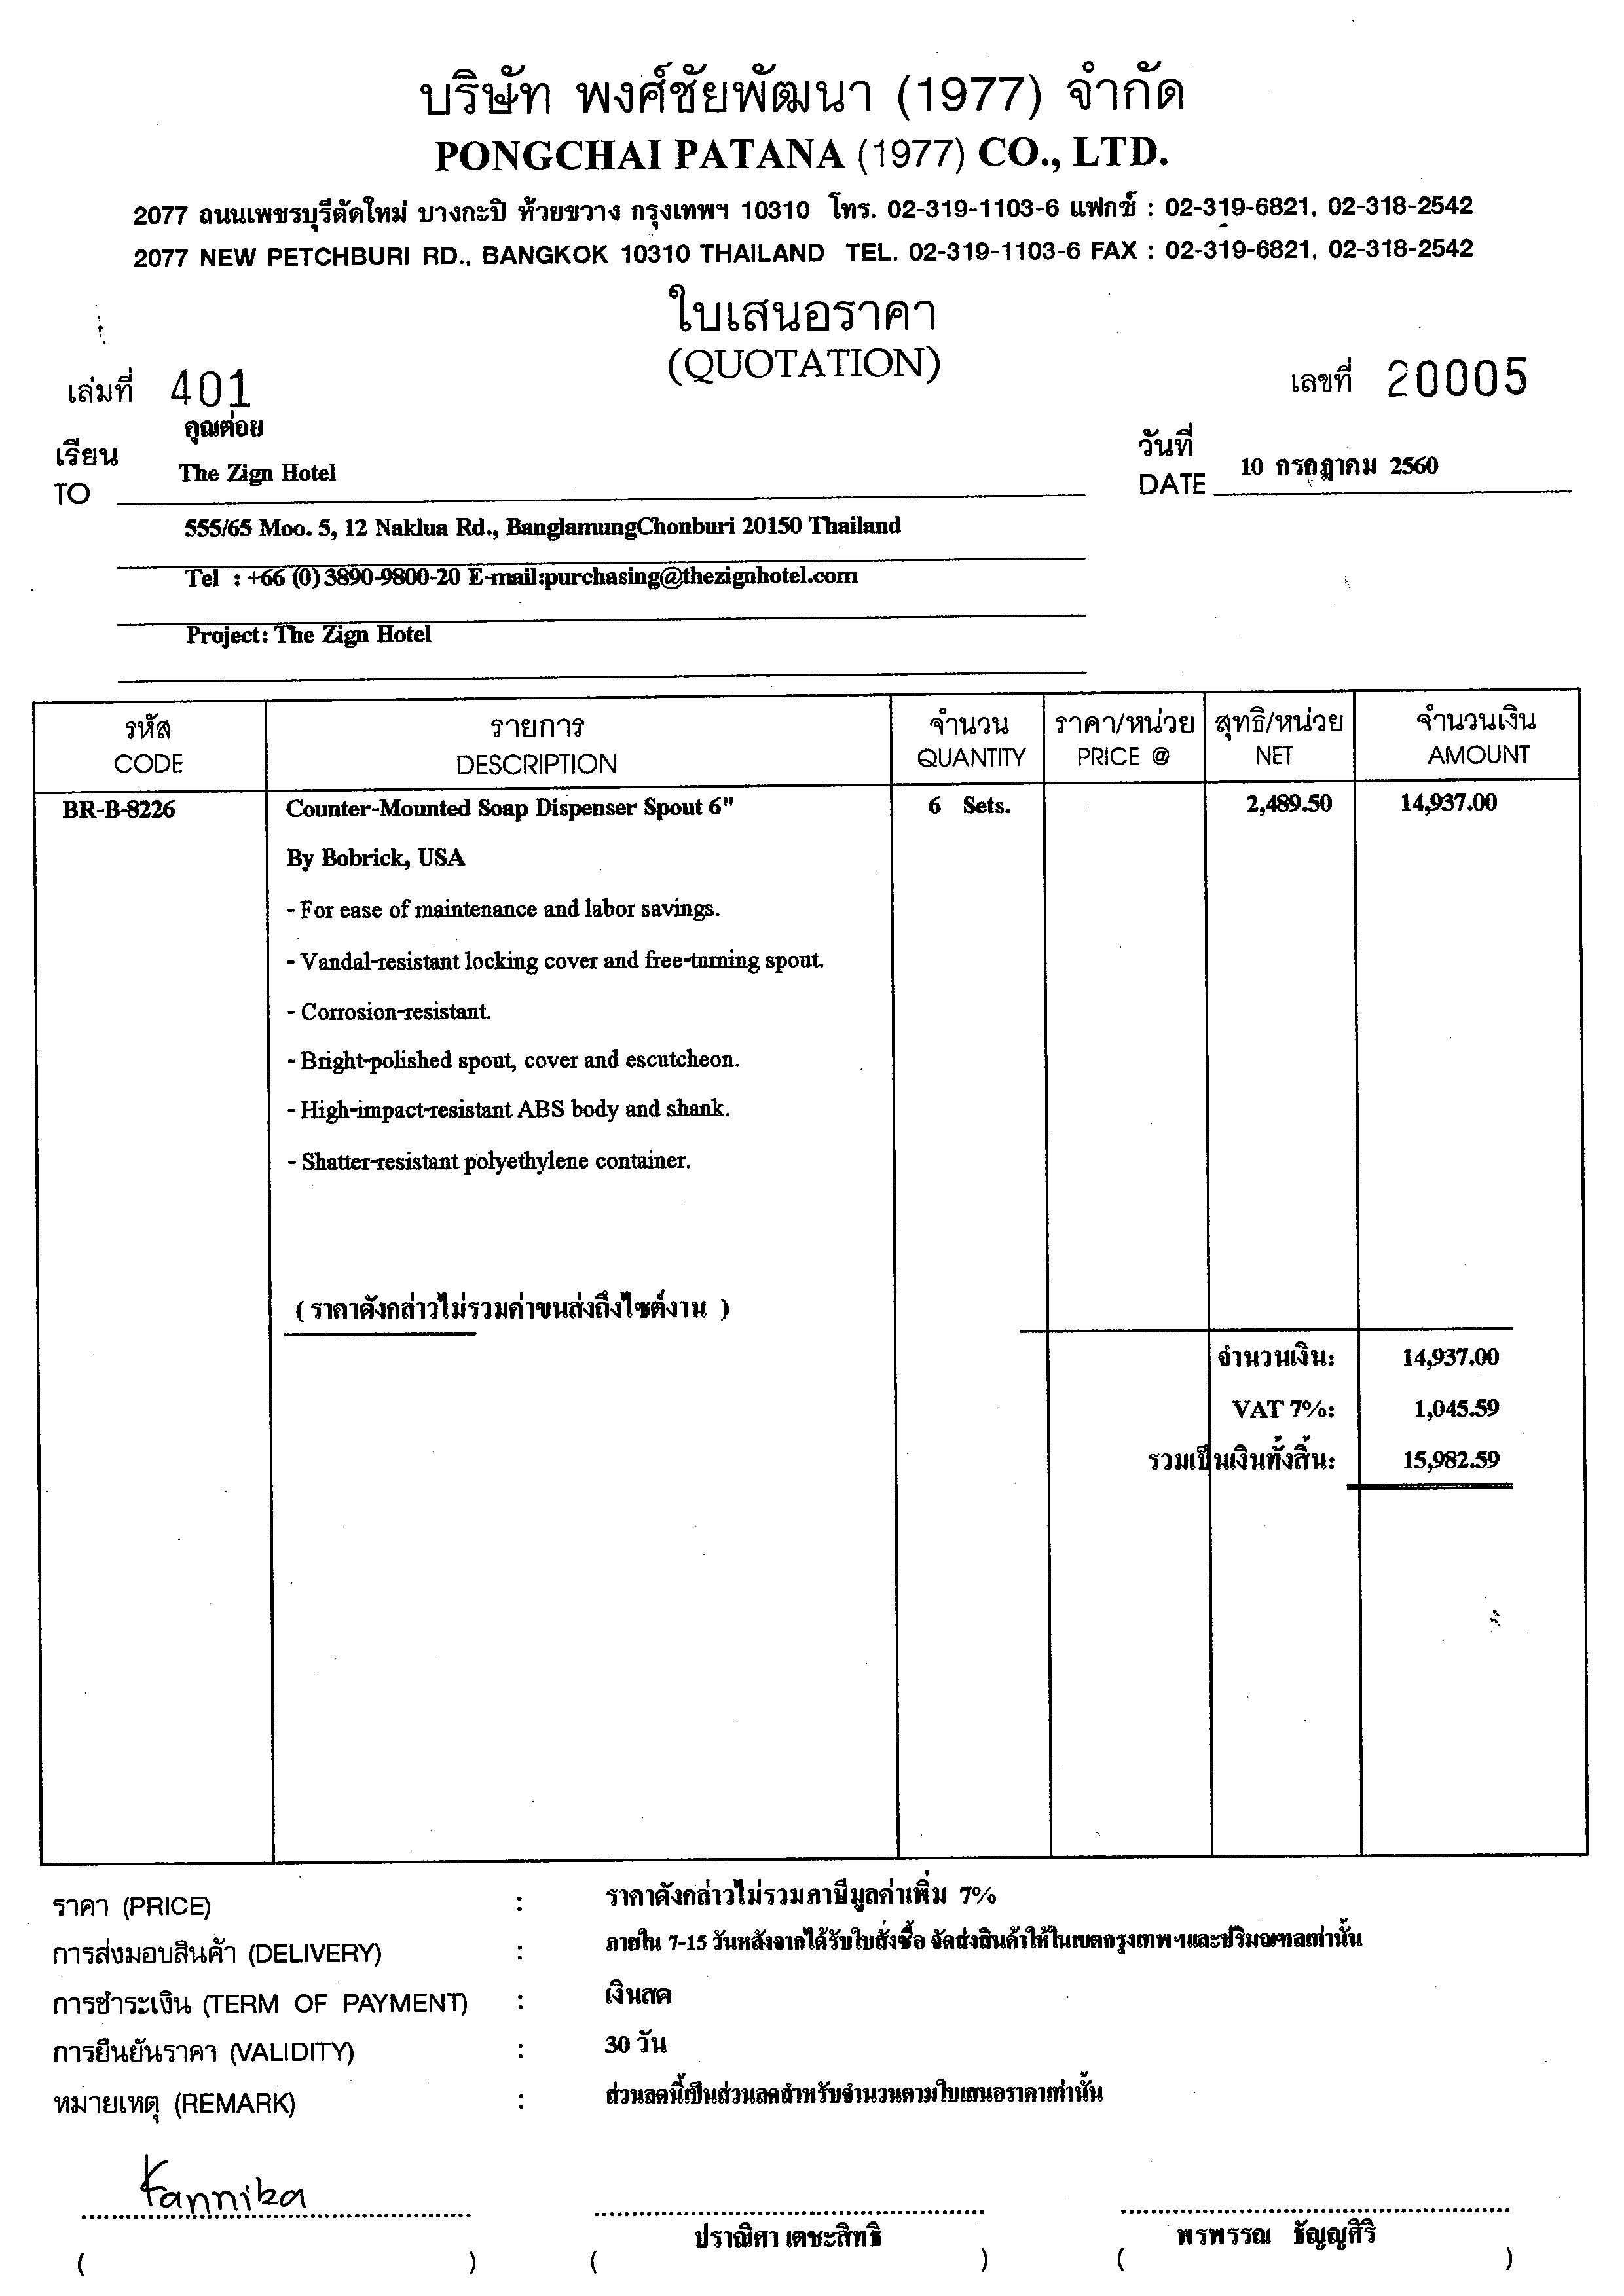 บริษัท พงศ์ชัยพัฒนา (1977) จำกัด
PONGCHAI PATANA (1977) CO., LTD.
2077 ถนนเพชรบุรีตัดใหม่ บางกะปิ ห้วยขวาง กรุงเทพฯ 10310 โทร. 02-319-1103-6 แฟกซ์ : 02-319-6821, 02-318-2542
2077 NEW PETCHBURI RD., BANGKOK 10310 THAILAND TEL. 02-319-1103-6 FAX : 02-319-6821, 02-318-2542
ใบเสนอราคา
(QUOTATION)
เล่มที่ 401 เลขที่ 20005
คุณต่อย
เรียน วันที่
TO The Zign Hotel DATE 10 กรกฎาคม 2560
555/65 Moo. 5, 12 Naklua Rd., BanglamungChonburi 20150 Thailand
Tel : +66 (0) 3890-9800-20 E-mail:purchasing@thezignhotel.com
Project: The Zign Hotel
รหัส รายการ จำนวน ราคา/หน่วย สุทธิ/หน่วย จำนวนเงิน
CODE DESCRIPTION QUANTITY PRICE @ NET AMOUNT
BR-B-8226 Counter-Mounted Soap Dispenser Spout 6" 6 Sets. 2,489.50 14,937.00
By Bobrick, USA
- For ease of maintenance and labor savings.
- Vandal-resistant locking cover and free-turning spout.
- Corrosion-resistant.
- Bright-polished spout, cover and escutcheon.
- High-impact-resistant ABS body and shank.
- Shatter-resistant polyethylene container.
( ราคาดังกล่าวไม่รวมค่าขนส่งถึงไซด์งาน )
จำนวนเงิน: 14,937.00
VAT 7%: 1,045.59
รวมเป็นเงินทั้งสิ้น: 15,982.59
ราคา (PRICE) : ราคาดังกล่าวไม่รวมภาษีมูลค่าเพิ่ม 7%
การส่งมอบสินค้า (DELIVERY) : ภายใน 7-15 วันหลังจากได้รับใบสั่งซื้อ จัดส่งสินค้าให้ในเขตกรุงเทพ ฯและปริมณฑลเท่านั้น
การชำระเงิน (TERM OF PAYMENT) : เงินสด
การยืนยันราคา (VALIDITY) : 30 วัน
หมายเหตุ (REMARK) : ส่วนลดนี้เป็นส่วนลดสำหรับจำนวนตามใบเสนอราคาเท่านั้น
Kannika
ปราณิศา เตชะสิทธิ พรพรรณ ธัญญศิริ
( ) ( ) ( )